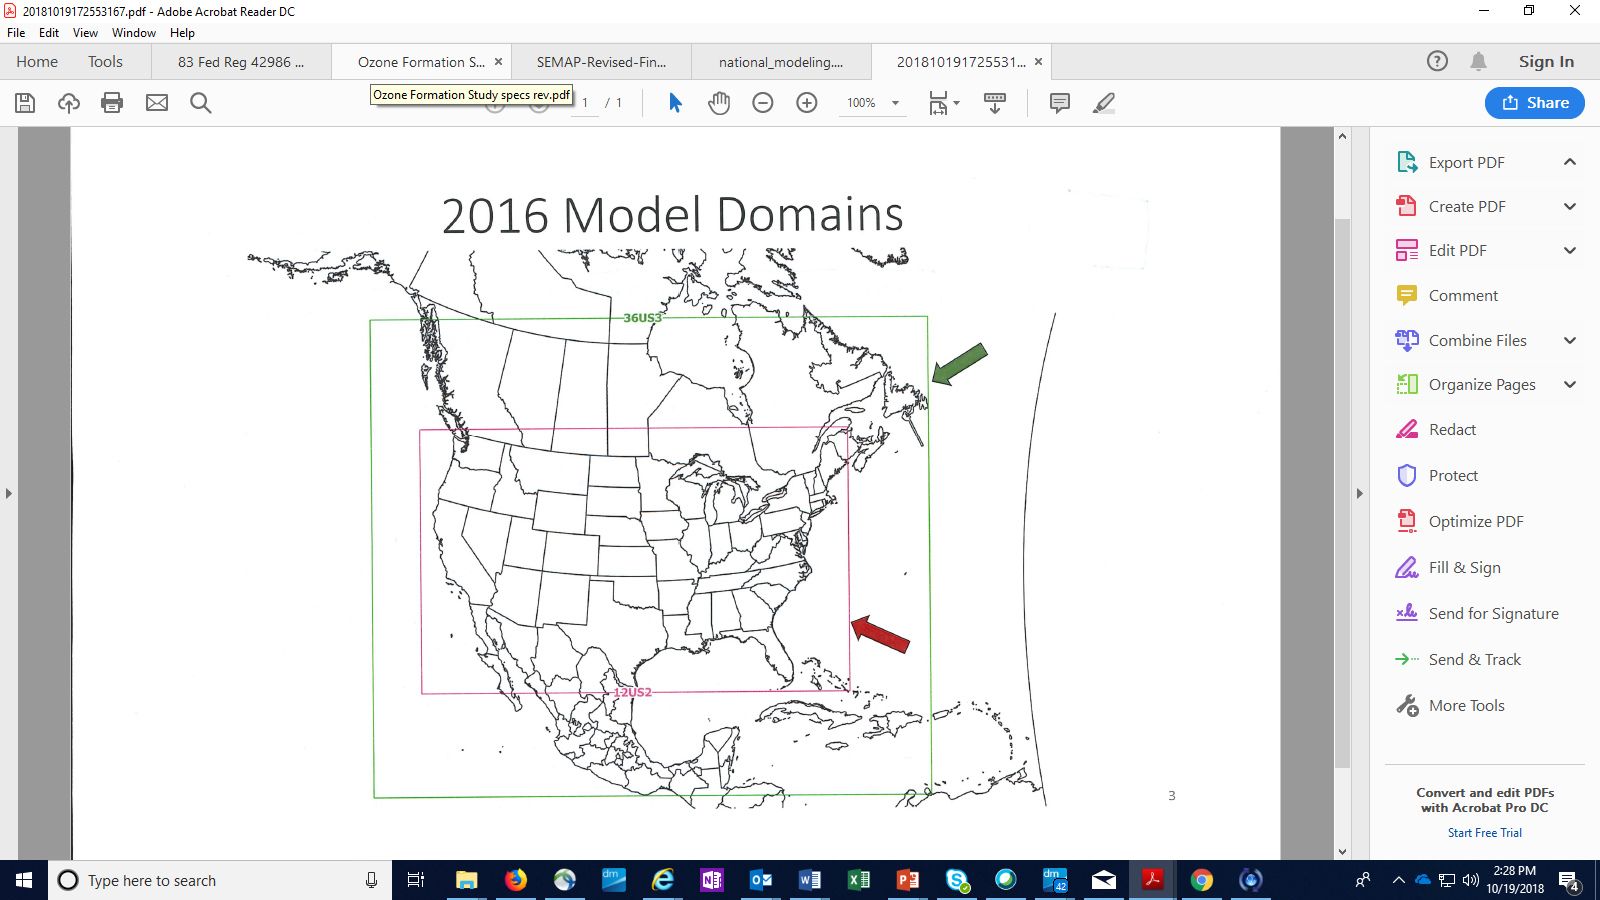 20181019172553167.pdf - Adobe Acrobat Reader DC
File Edit View Window Help
Home Tools 83 Fed Reg 42986 ... Ozone Formation S... × SEMAP-Revised-Fin... national_modeling.... 201810191725531... × Sign In
Ozone Formation Study specs rev.pdf
1 / 1
100%
Share
2016 Model Domains
36US3
12US2
3
Export PDF
Create PDF
Edit PDF
Comment
Combine Files
Organize Pages
Redact
Protect
Optimize PDF
Fill & Sign
Send for Signature
Send & Track
More Tools
Convert and edit PDFs
with Acrobat Pro DC
Start Free Trial
Type here to search
dm
dm
42
2:28 PM
10/19/2018
4